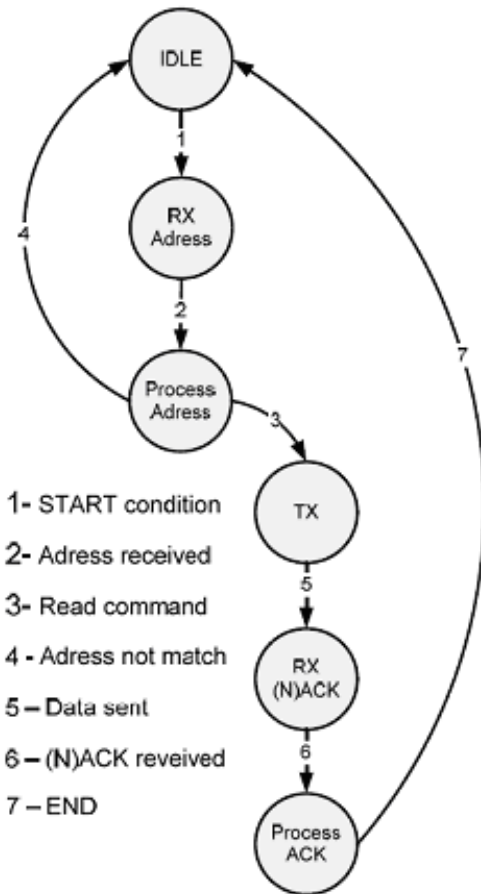 IDLE
1
RX
Adress
4
2
7
Process
Adress
3
1- START condition
TX
2- Adress received
5
3- Read command
4 - Adress not match
RX
(N)ACK
5 – Data sent
6
6 – (N)ACK reveived
7 – END
Process
ACK